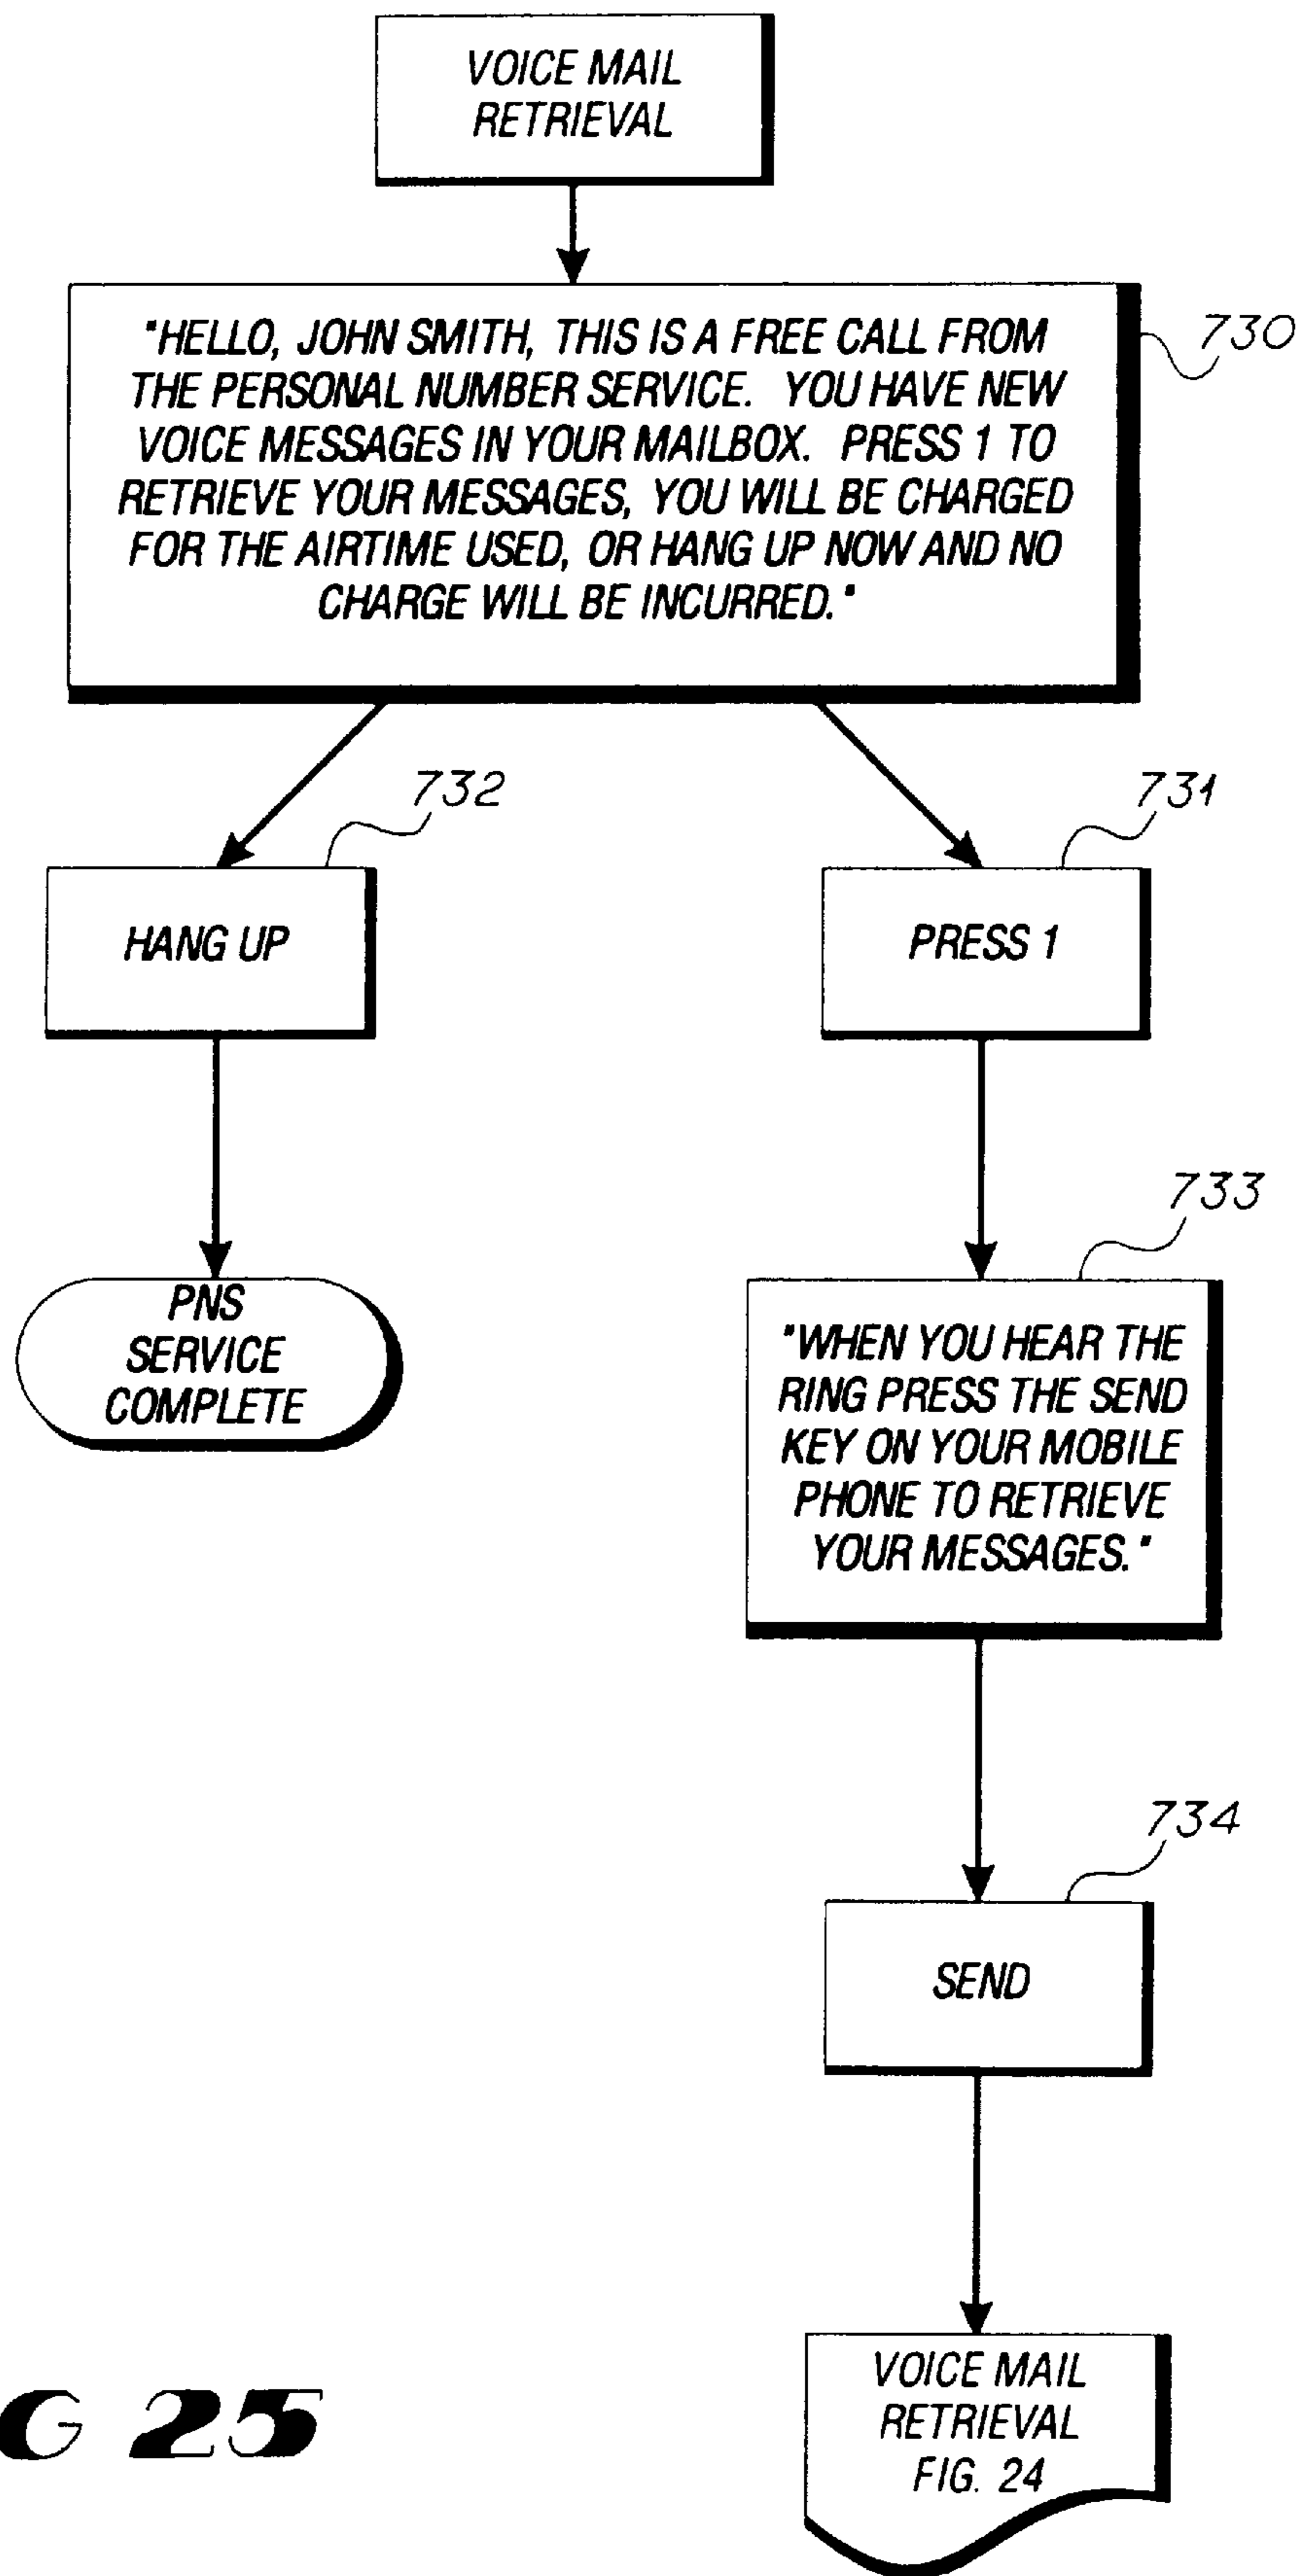 VOICE MAIL
RETRIEVAL
"HELLO, JOHN SMITH, THIS IS A FREE CALL FROM
THE PERSONAL NUMBER SERVICE. YOU HAVE NEW
VOICE MESSAGES IN YOUR MAILBOX. PRESS 1 TO
RETRIEVE YOUR MESSAGES, YOU WILL BE CHARGED
FOR THE AIRTIME USED, OR HANG UP NOW AND NO
CHARGE WILL BE INCURRED."
730
732
HANG UP
731
PRESS 1
PNS
SERVICE
COMPLETE
733
"WHEN YOU HEAR THE
RING PRESS THE SEND
KEY ON YOUR MOBILE
PHONE TO RETRIEVE
YOUR MESSAGES."
734
SEND
VOICE MAIL
RETRIEVAL
FIG. 24
G 25